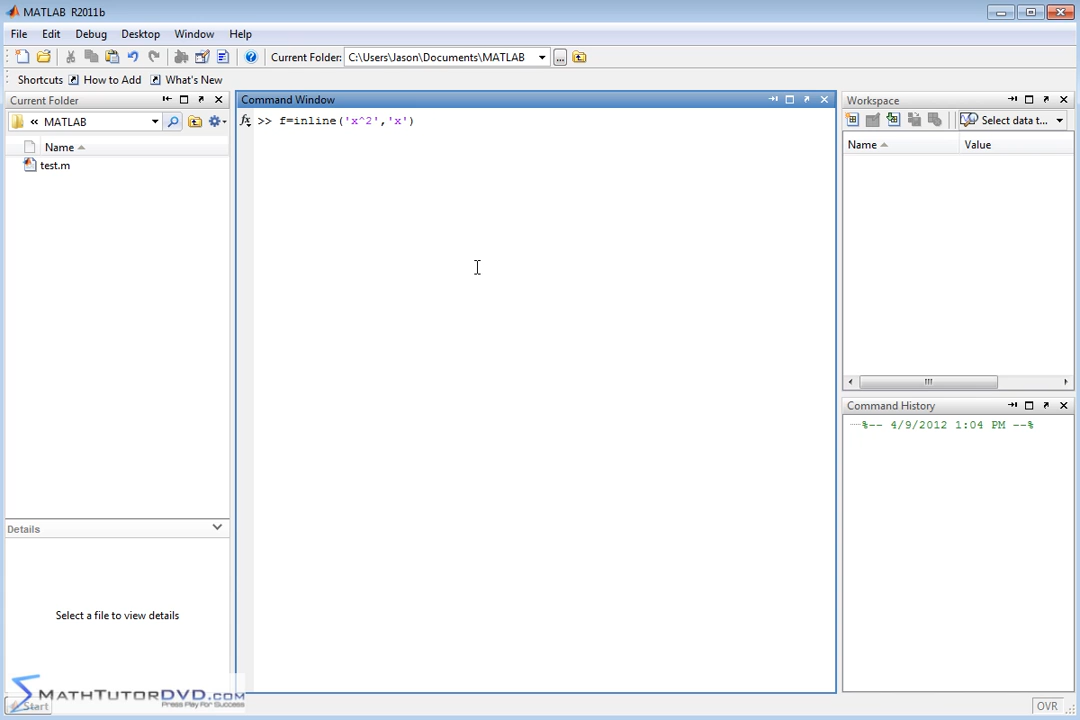 MATLAB R2011b
File Edit Debug Desktop Window Help
Current Folder: C:\Users\Jason\Documents\MATLAB ...
Shortcuts How to Add What's New
Current Folder
« MATLAB
Name
test.m
Details
Select a file to view details
Command Window
fx >> f=inline('x^2','x')
Workspace
Select data t...
Name Value
Command History
%-- 4/9/2012 1:04 PM --%
MATHTUTORDVD.COM
Press Play For Success
Start
OVR